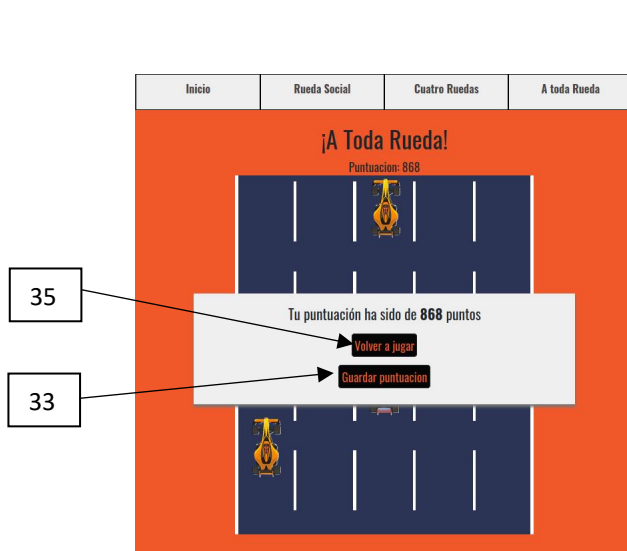 Inicio Rueda Social Cuatro Ruedas A toda Rueda
¡A Toda Rueda!
Puntuacion: 868
35
Tu puntuación ha sido de 868 puntos
Volver a jugar
33
Guardar puntuacion